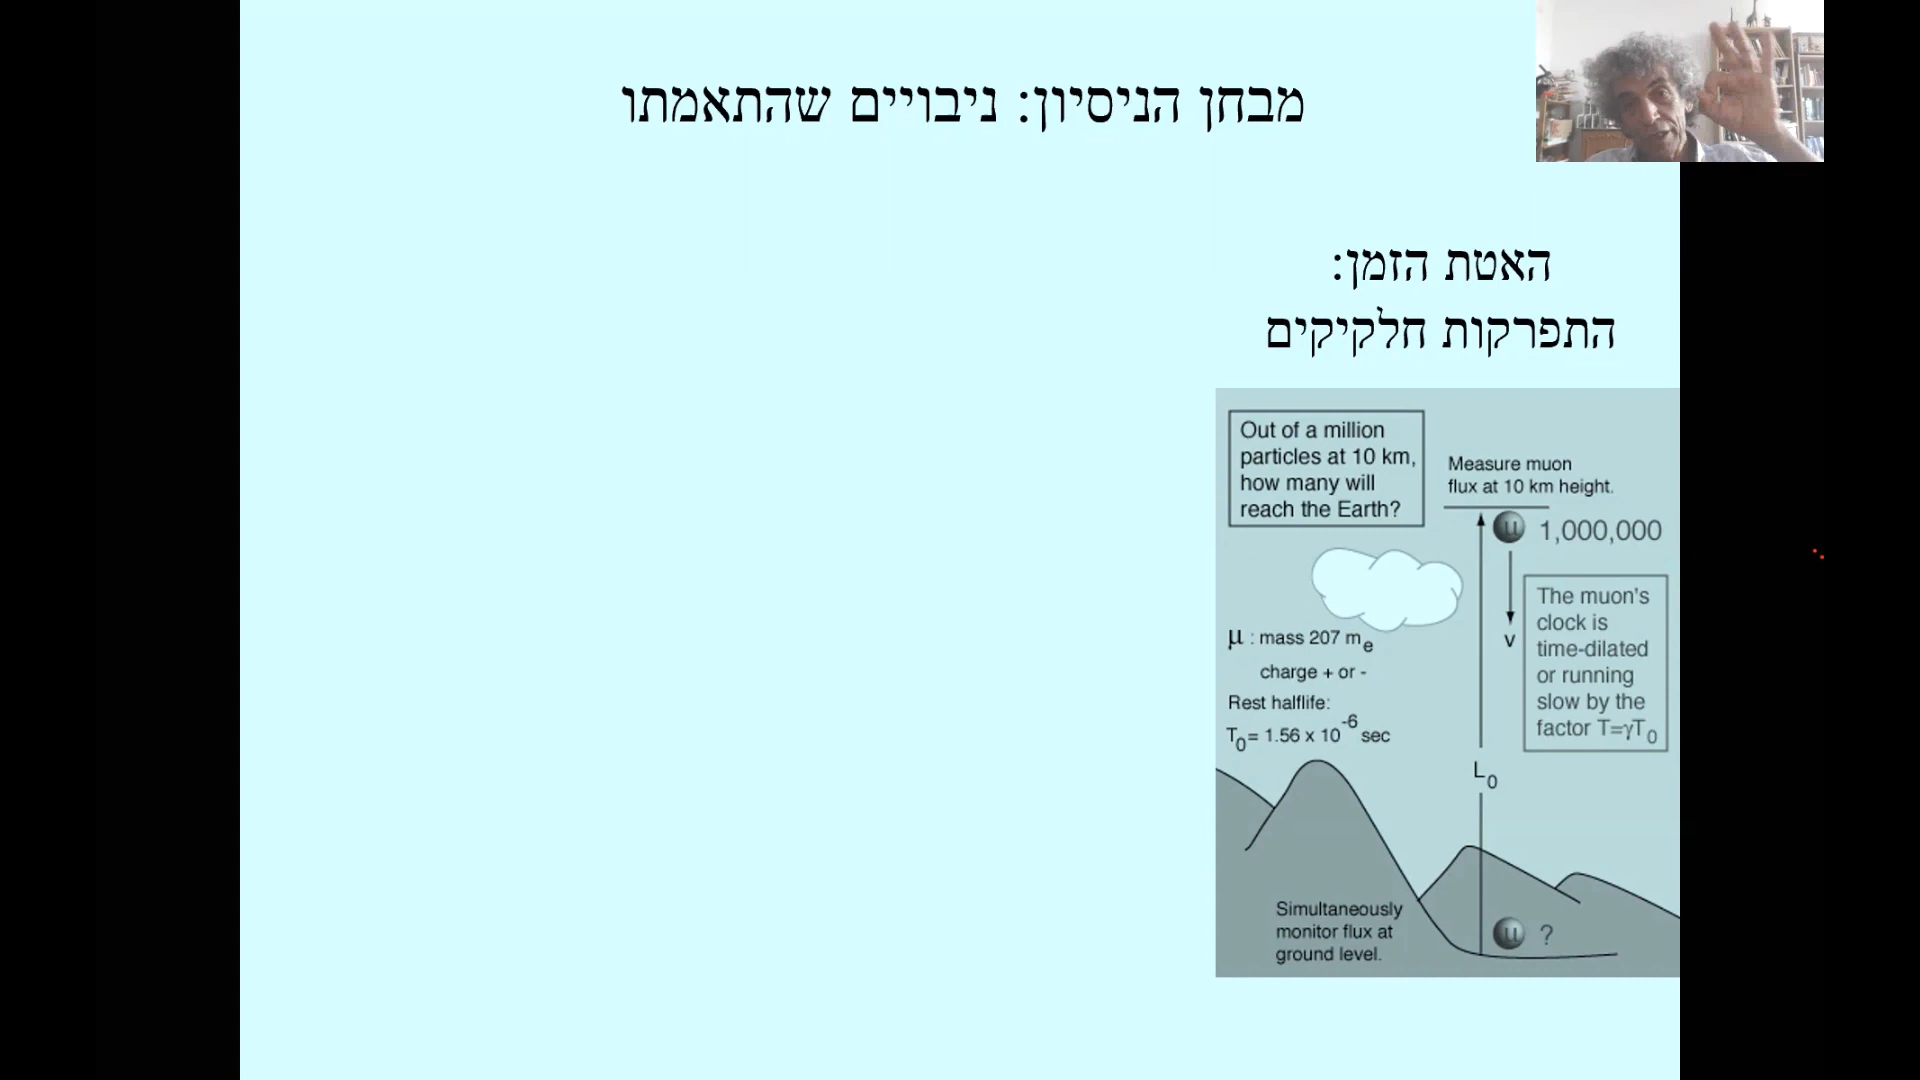 מבחן הניסיון: ניבויים שהתאמתו
האטת הזמן:
התפרקות חלקיקים
Out of a million
particles at 10 km,
how many will
reach the Earth?
Measure muon
flux at 10 km height.
μ 1,000,000
The muon's
clock is
time-dilated
or running
slow by the
factor T=γT₀
v
μ : mass 207 mₑ
charge + or -
Rest halflife:
T₀= 1.56 x 10⁻⁶ sec
L₀
Simultaneously
monitor flux at
ground level.
μ ?